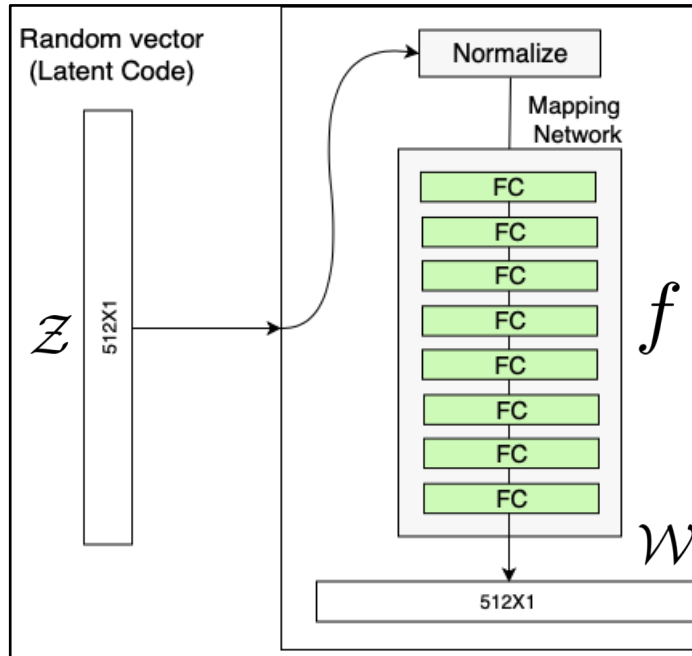 Random vector
(Latent Code)
𝒵
512X1
Normalize
Mapping
Network
FC
FC
FC
FC
FC
FC
FC
FC
f
𝒲
512X1